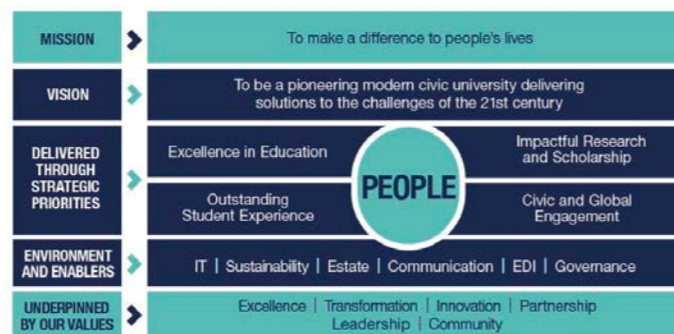 MISSION
To make a difference to people's lives
VISION
To be a pioneering modern civic university delivering
solutions to the challenges of the 21st century
DELIVERED
THROUGH
STRATEGIC
PRIORITIES
Excellence in Education
Impactful Research
and Scholarship
PEOPLE
Outstanding
Student Experience
Civic and Global
Engagement
ENVIRONMENT
AND ENABLERS
IT | Sustainability | Estate | Communication | EDI | Governance
UNDERPINNED
BY OUR VALUES
Excellence | Transformation | Innovation | Partnership
Leadership | Community